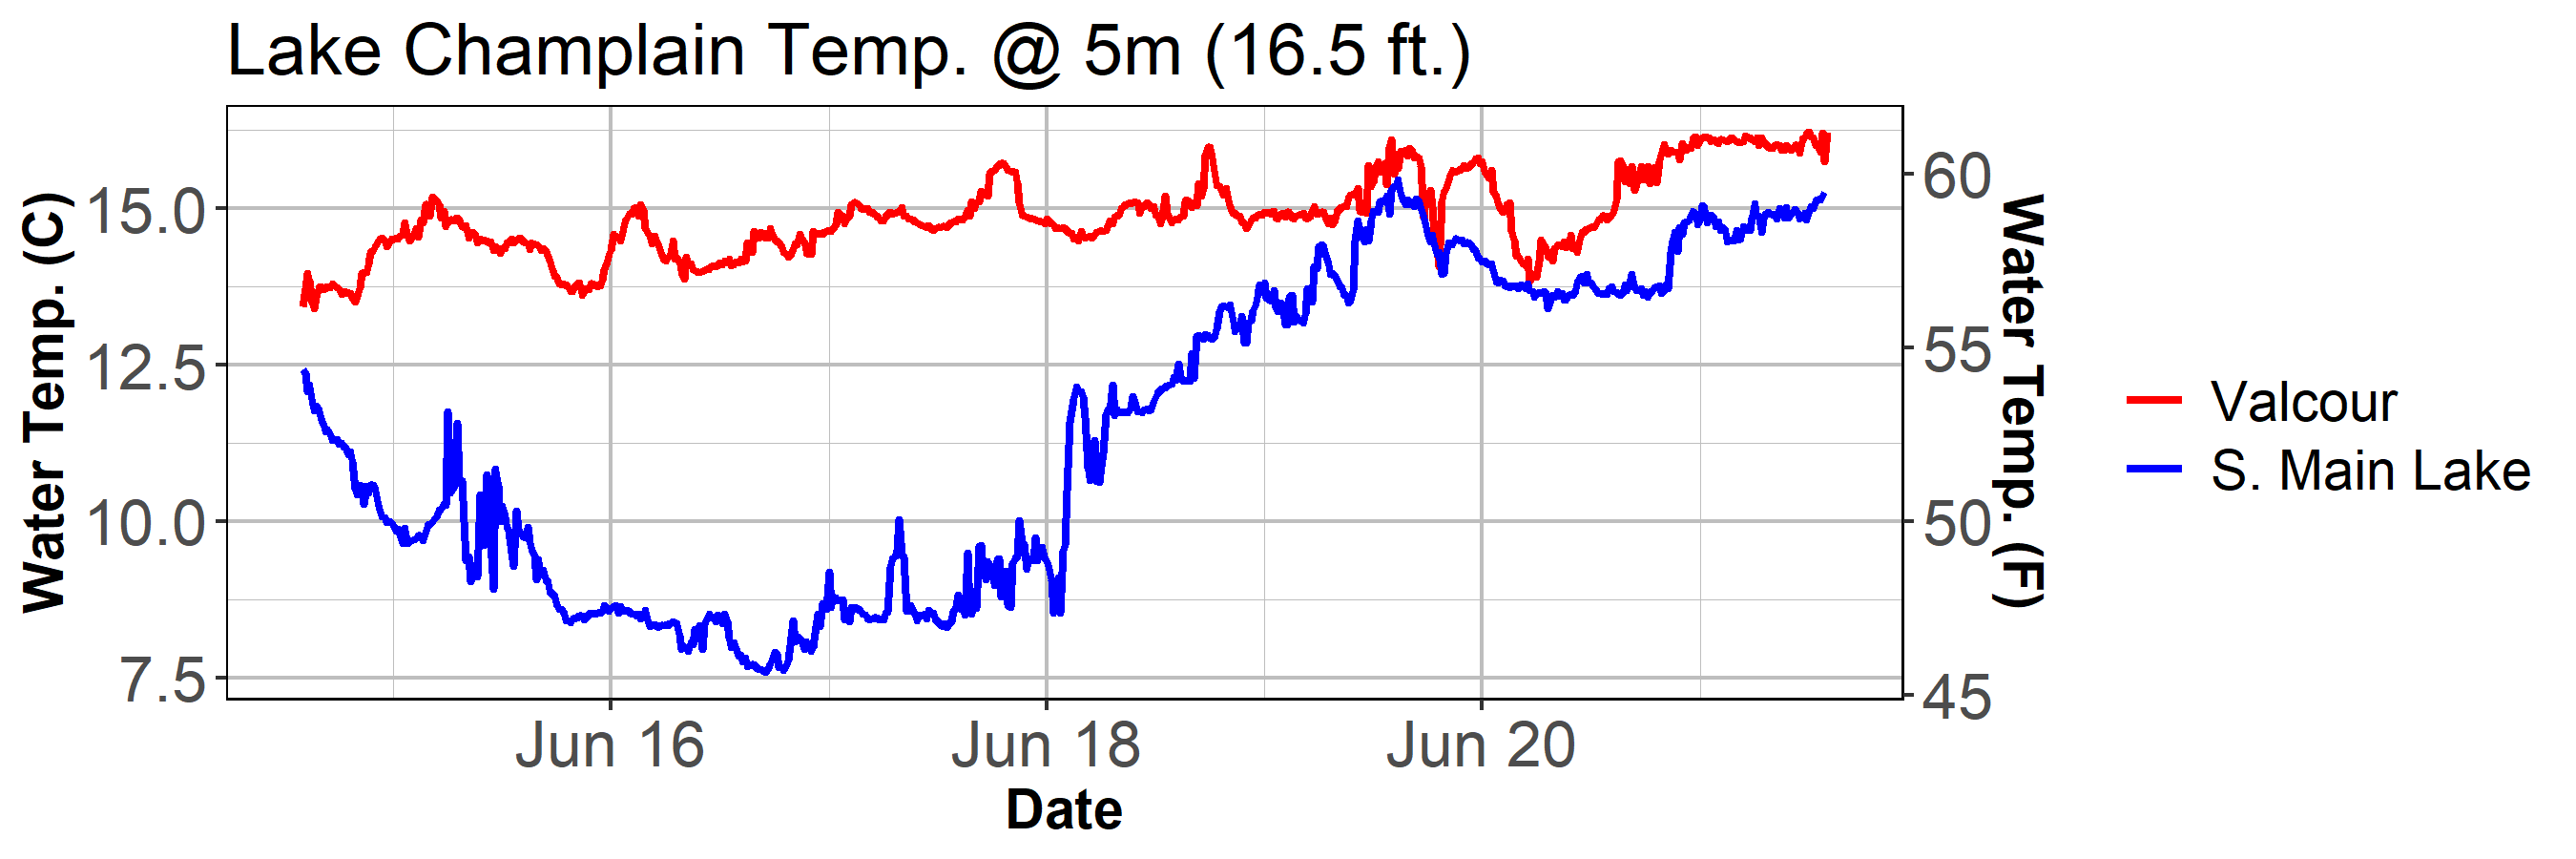 Lake Champlain Temp. @ 5m (16.5 ft.)
Water Temp. (C)
15.0
12.5
10.0
7.5
60
55
50
45
Water Temp. (F)
Jun 16
Jun 18
Jun 20
Date
Valcour
S. Main Lake